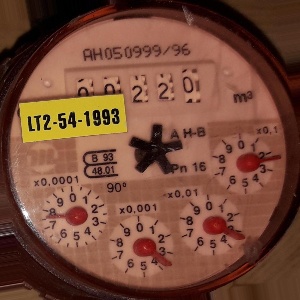 AH050999/96
00220
m³
LT2-54-1993
A H-B
B 93
48.01
Pn 16
90°
x0.1
x0.0001
x0,001
x0,01